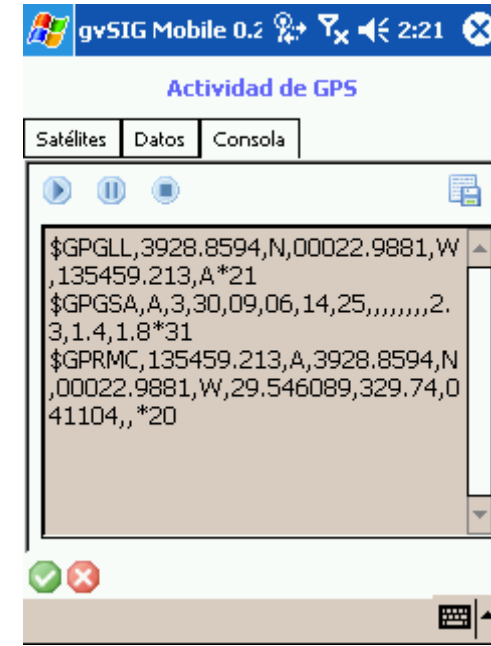 gvSIG Mobile 0.2 2:21
Actividad de GPS
Satélites Datos Consola
$GPGLL,3928.8594,N,00022.9881,W
,135459.213,A*21
$GPGSA,A,3,30,09,06,14,25,,,,,,,,2.
3,1.4,1.8*31
$GPRMC,135459.213,A,3928.8594,N
,00022.9881,W,29.546089,329.74,0
41104,,*20